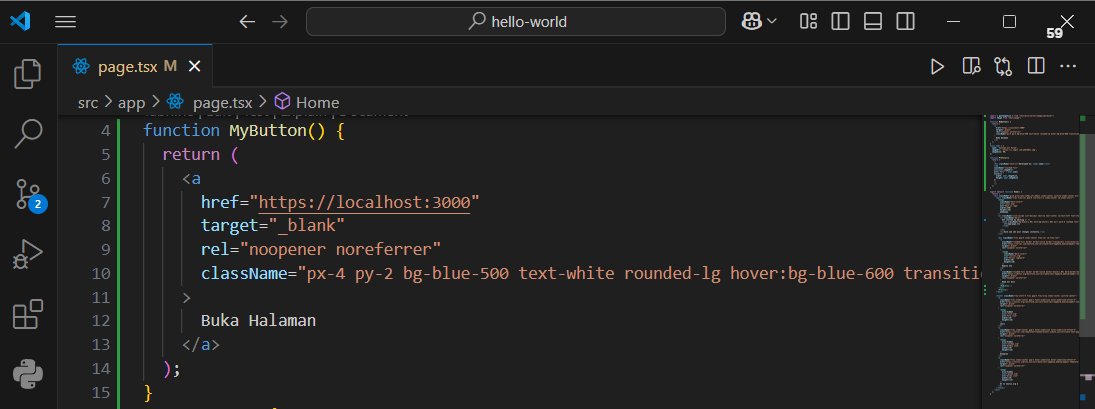 hello-world
59
page.tsx M
src > app > page.tsx > Home
4 function MyButton() {
5 return (
6 <a
7 href="https://localhost:3000"
8 target="_blank"
9 rel="noopener noreferrer"
10 className="px-4 py-2 bg-blue-500 text-white rounded-lg hover:bg-blue-600 transiti
11 >
12 Buka Halaman
13 </a>
14 );
15 }
2